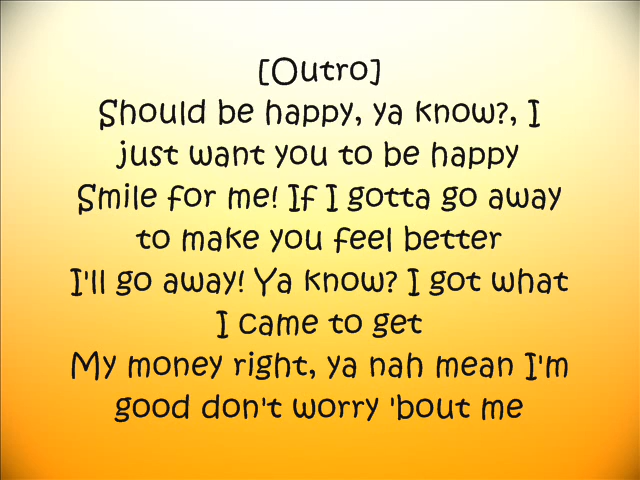 [Outro]
Should be happy, ya know?, I
just want you to be happy
Smile for me! If I gotta go away
to make you feel better
I'll go away! Ya know? I got what
I came to get
My money right, ya nah mean I'm
good don't worry 'bout me